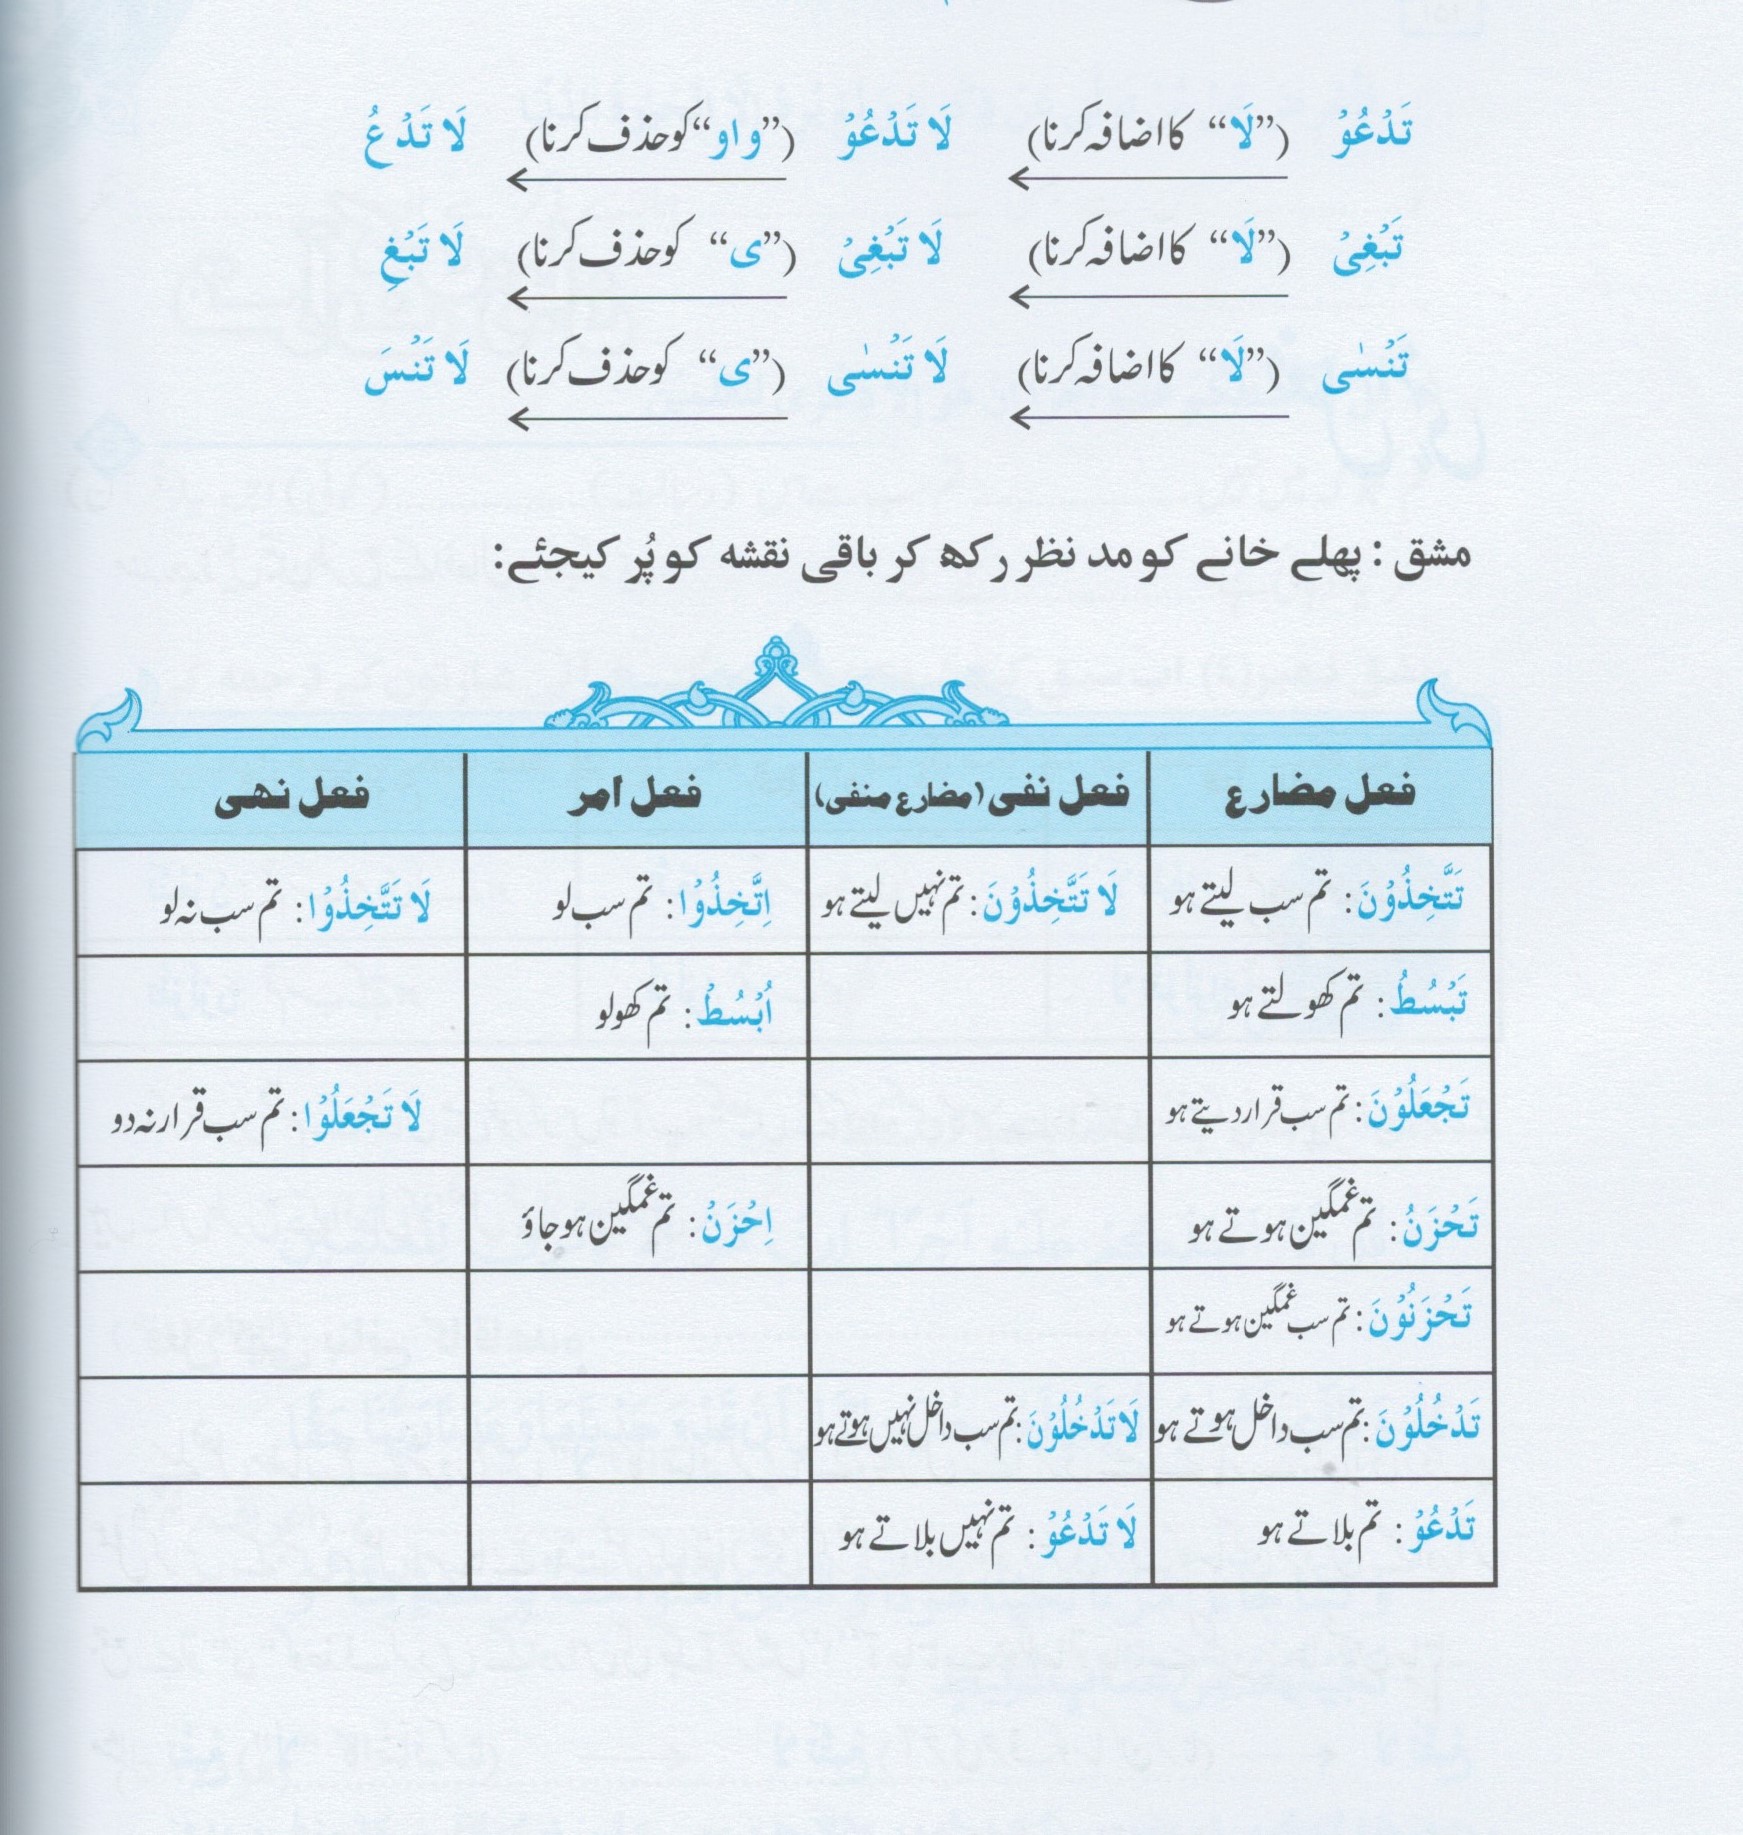 تَدْعُوْ (”لَا“ کا اضافہ کرنا) لَا تَدْعُوْ (”واو“ کو حذف کرنا) لَا تَدْعُ
تَبْغِیْ (”لَا“ کا اضافہ کرنا) لَا تَبْغِیْ (”ی“ کو حذف کرنا) لَا تَبْغِ
تَنْسٰی (”لَا“ کا اضافہ کرنا) لَا تَنْسٰی (”ی“ کو حذف کرنا) لَا تَنْسَ
مشق : پہلے خانے کو مد نظر رکھ کر باقی نقشہ کو پُر کیجئے:
فعل مضارع فعل نفی (مضارع منفی) فعل امر فعل نہی
تَتَّخِذُوْنَ: تم سب لیتے ہو لَا تَتَّخِذُوْنَ: تم نہیں لیتے ہو اِتَّخِذُوْا: تم سب لو لَا تَتَّخِذُوْا: تم سب نہ لو
تَبْسُطُ: تم کھولتے ہو اُبْسُطْ: تم کھولو
تَجْعَلُوْنَ: تم سب قرار دیتے ہو لَا تَجْعَلُوْا: تم سب قرار نہ دو
تَحْزَنُ: تم غمگین ہوتے ہو اِحْزَنْ: تم غمگین ہو جاؤ
تَحْزَنُوْنَ: تم سب غمگین ہوتے ہو
تَدْخُلُوْنَ: تم سب داخل ہوتے ہو لَا تَدْخُلُوْنَ: تم سب داخل نہیں ہوتے ہو
تَدْعُوْ: تم بلاتے ہو لَا تَدْعُوْ: تم نہیں بلاتے ہو